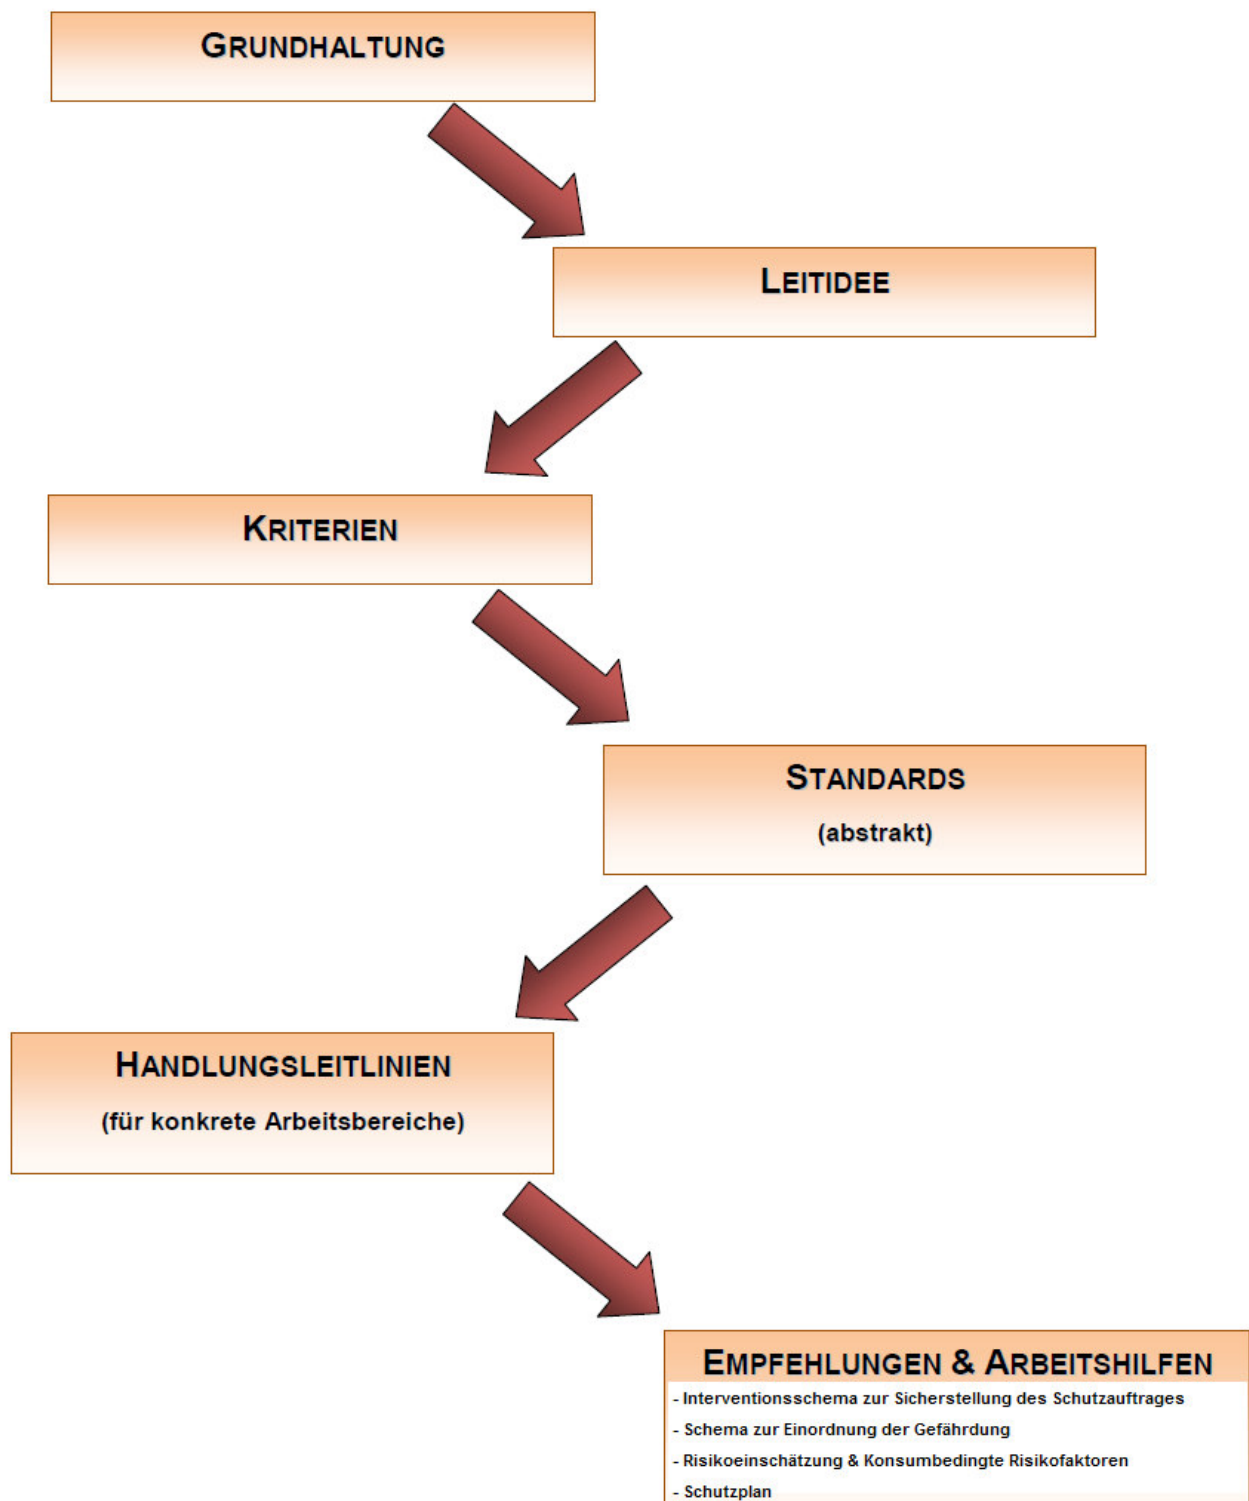 GRUNDHALTUNG
LEITIDEE
KRITERIEN
STANDARDS
(abstrakt)
HANDLUNGSLEITLINIEN
(für konkrete Arbeitsbereiche)
EMPFEHLUNGEN & ARBEITSHILFEN
- Interventionsschema zur Sicherstellung des Schutzauftrages
- Schema zur Einordnung der Gefährdung
- Risikoeinschätzung & Konsumbedingte Risikofaktoren
- Schutzplan